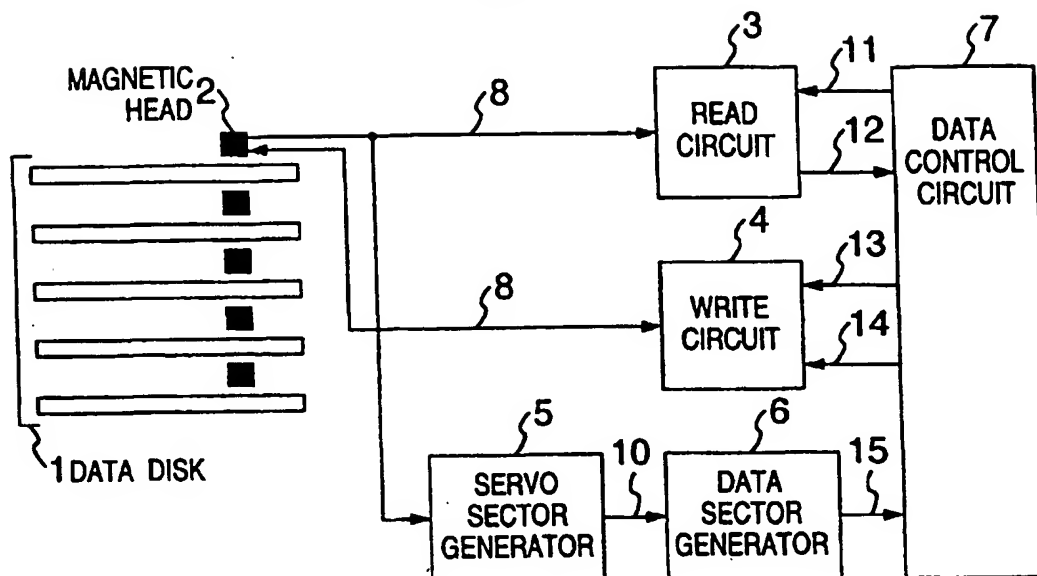 MAGNETIC 2
HEAD
8
3
READ
CIRCUIT
11
12
7
DATA
CONTROL
CIRCUIT
8
4
WRITE
CIRCUIT
13
14
1 DATA DISK
5
SERVO
SECTOR
GENERATOR
10
6
DATA
SECTOR
GENERATOR
15